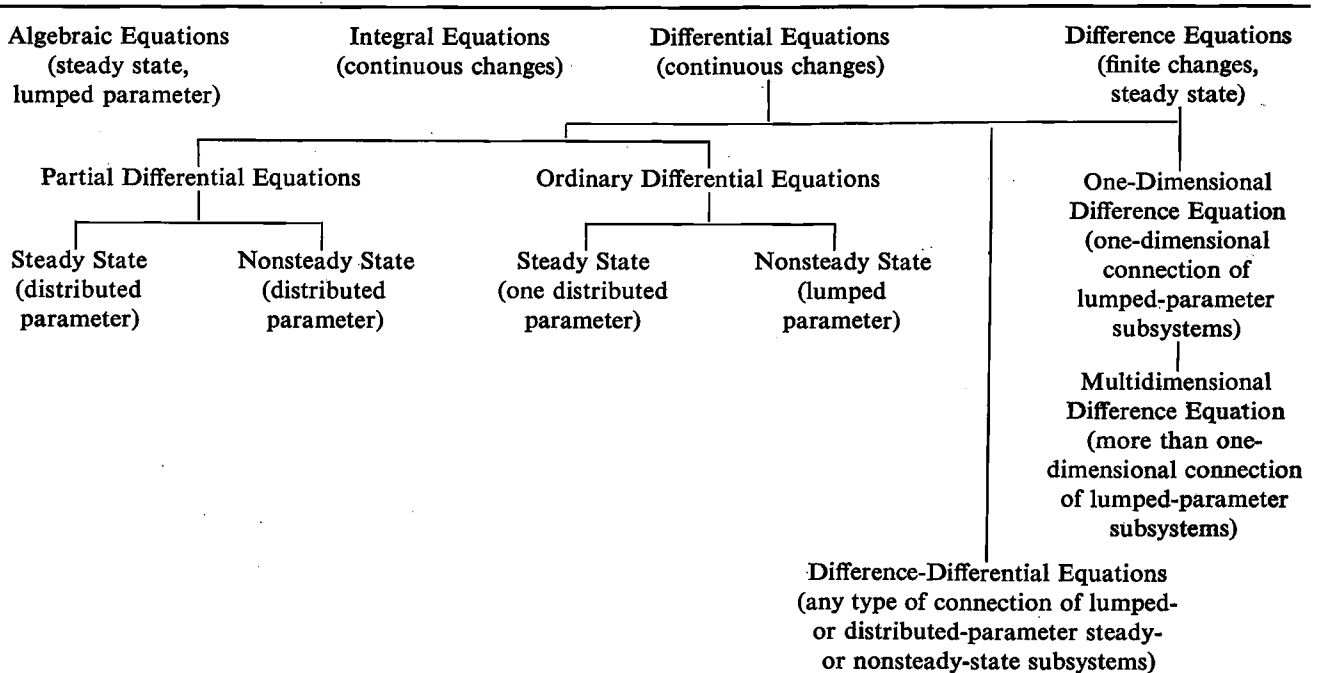 Algebraic Equations
(steady state,
lumped parameter)
Integral Equations
(continuous changes)
Differential Equations
(continuous changes)
Difference Equations
(finite changes,
steady state)
Partial Differential Equations
Ordinary Differential Equations
One-Dimensional
Difference Equation
(one-dimensional
connection of
lumped-parameter
subsystems)
Steady State
(distributed
parameter)
Nonsteady State
(distributed
parameter)
Steady State
(one distributed
parameter)
Nonsteady State
(lumped
parameter)
Multidimensional
Difference Equation
(more than one-
dimensional connection
of lumped-parameter
subsystems)
Difference-Differential Equations
(any type of connection of lumped-
or distributed-parameter steady-
or nonsteady-state subsystems)